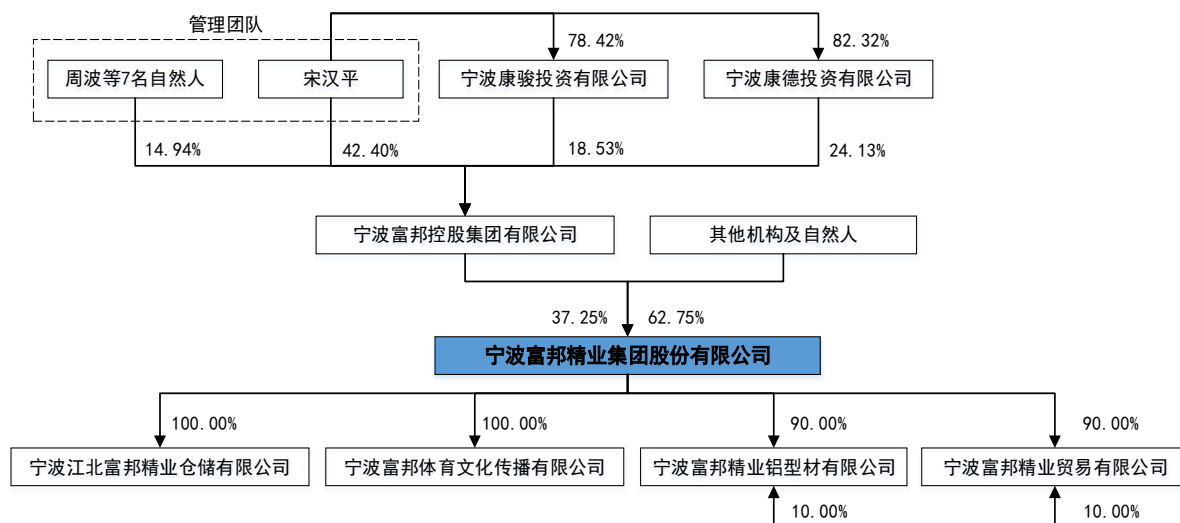 管理团队
78.42%
82.32%
周波等7名自然人
宋汉平
宁波康骏投资有限公司
宁波康德投资有限公司
14.94%
42.40%
18.53%
24.13%
宁波富邦控股集团有限公司
其他机构及自然人
37.25%
62.75%
宁波富邦精业集团股份有限公司
100.00%
100.00%
90.00%
90.00%
宁波江北富邦精业仓储有限公司
宁波富邦体育文化传播有限公司
宁波富邦精业铝型材有限公司
宁波富邦精业贸易有限公司
10.00%
10.00%